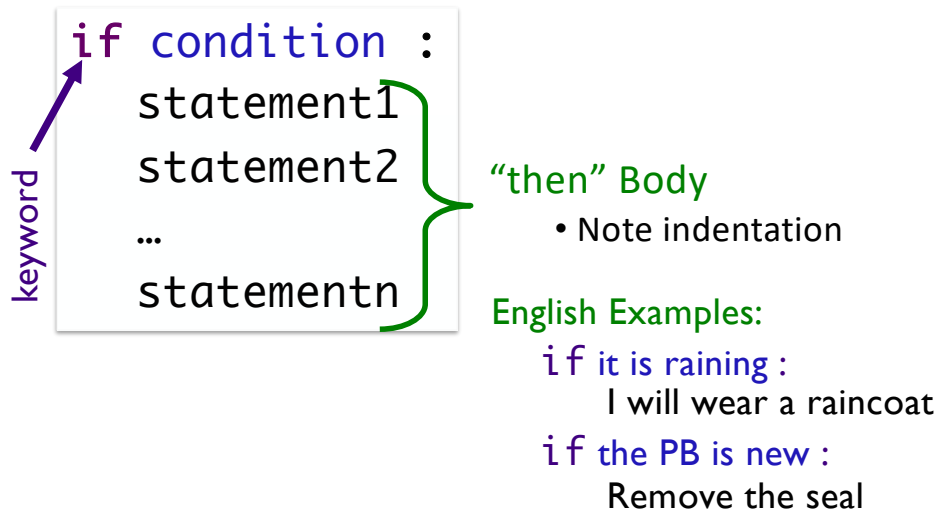 if condition :
statement1
statement2
…
statementn
keyword
“then” Body
• Note indentation
English Examples:
if it is raining :
I will wear a raincoat
if the PB is new :
Remove the seal